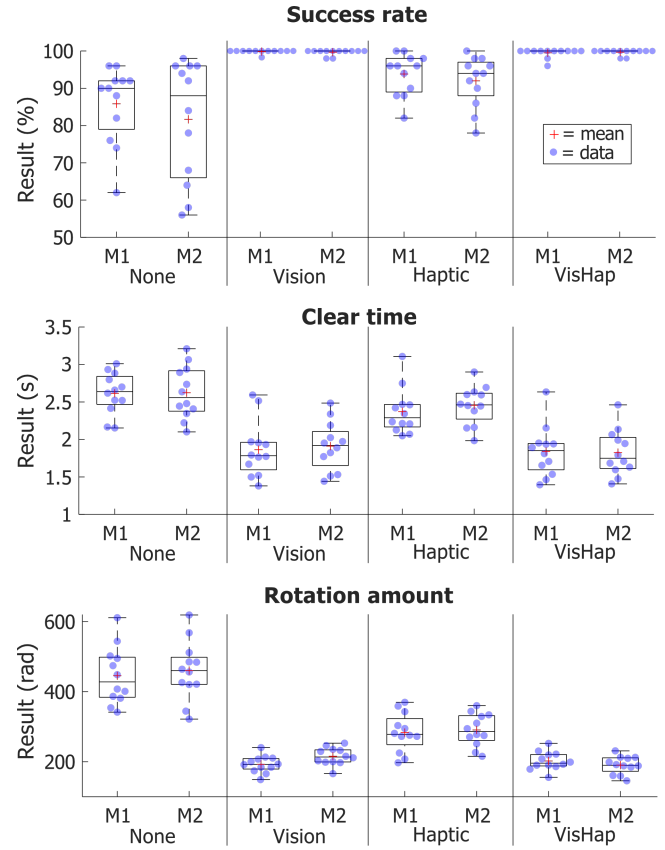 Success rate
100
90
80
70
60
50
Result (%)
+ = mean
= data
M1 M2 M1 M2 M1 M2 M1 M2
None Vision Haptic VisHap
Clear time
3.5
3
2.5
2
1.5
1
Result (s)
M1 M2 M1 M2 M1 M2 M1 M2
None Vision Haptic VisHap
Rotation amount
600
400
200
Result (rad)
M1 M2 M1 M2 M1 M2 M1 M2
None Vision Haptic VisHap